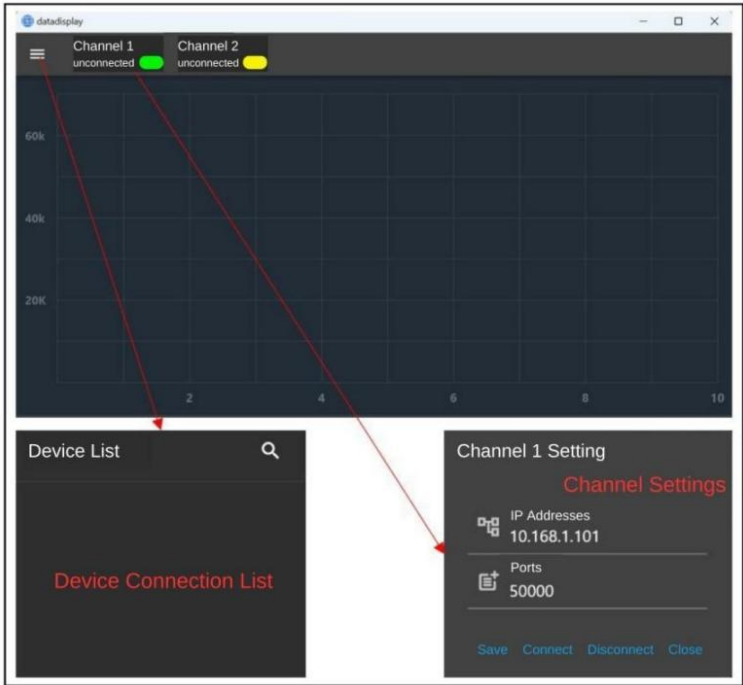 datadisplay
Channel 1
unconnected
Channel 2
unconnected
60k
40k
20K
2
4
6
8
10
Device List
Device Connection List
Channel 1 Setting
Channel Settings
IP Addresses
10.168.1.101
Ports
50000
Save Connect Disconnect Close